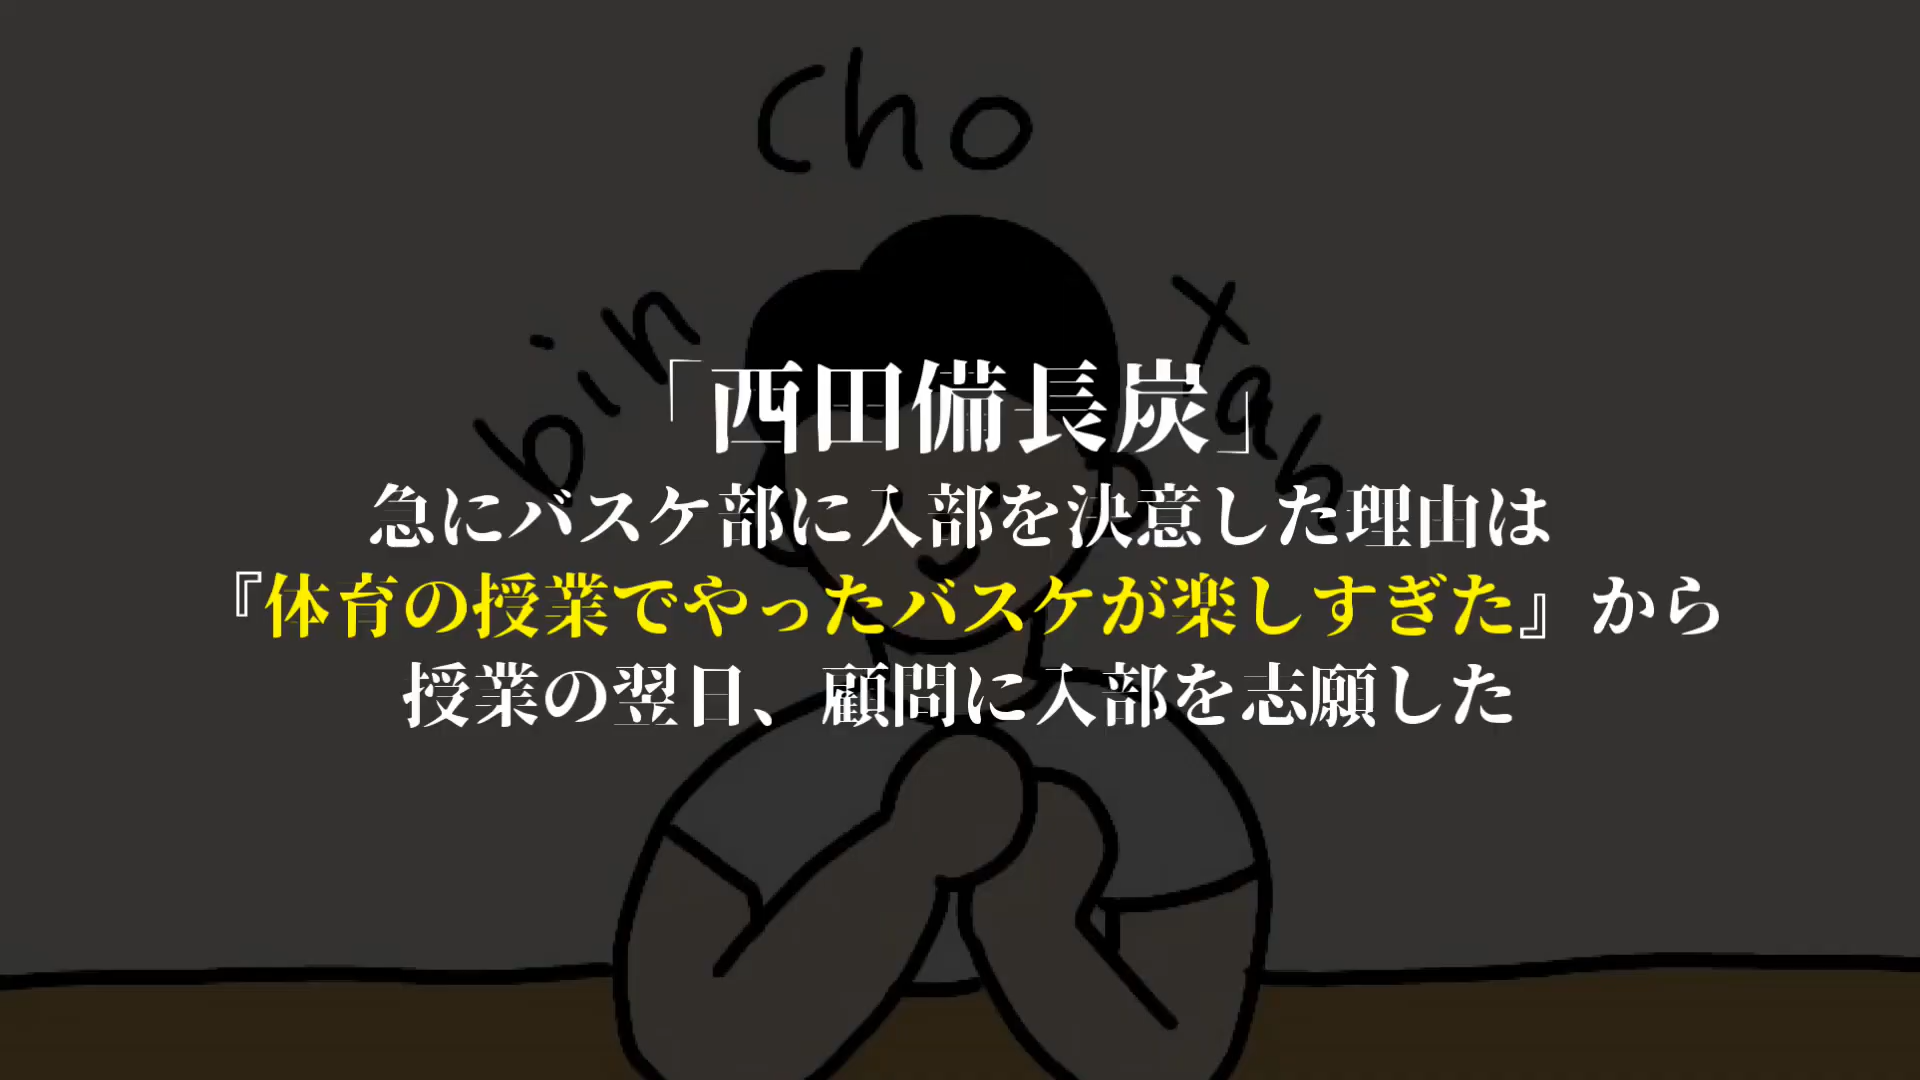 cho
bin
tan
「西田備長炭」
急にバスケ部に入部を決意した理由は
『体育の授業でやったバスケが楽しすぎた』から
授業の翌日、顧問に入部を志願した